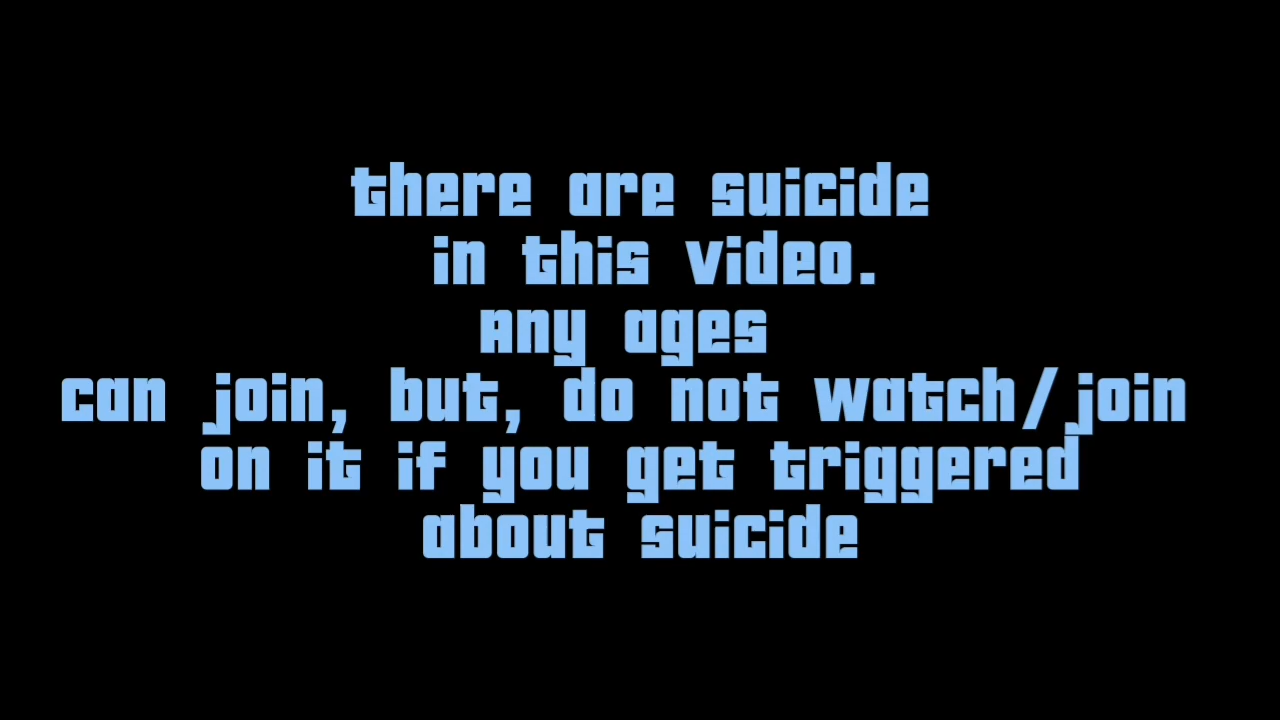 there are suicide
in this video.
Any ages
can join, but, do not watch/join
on it if you get triggered
about suicide